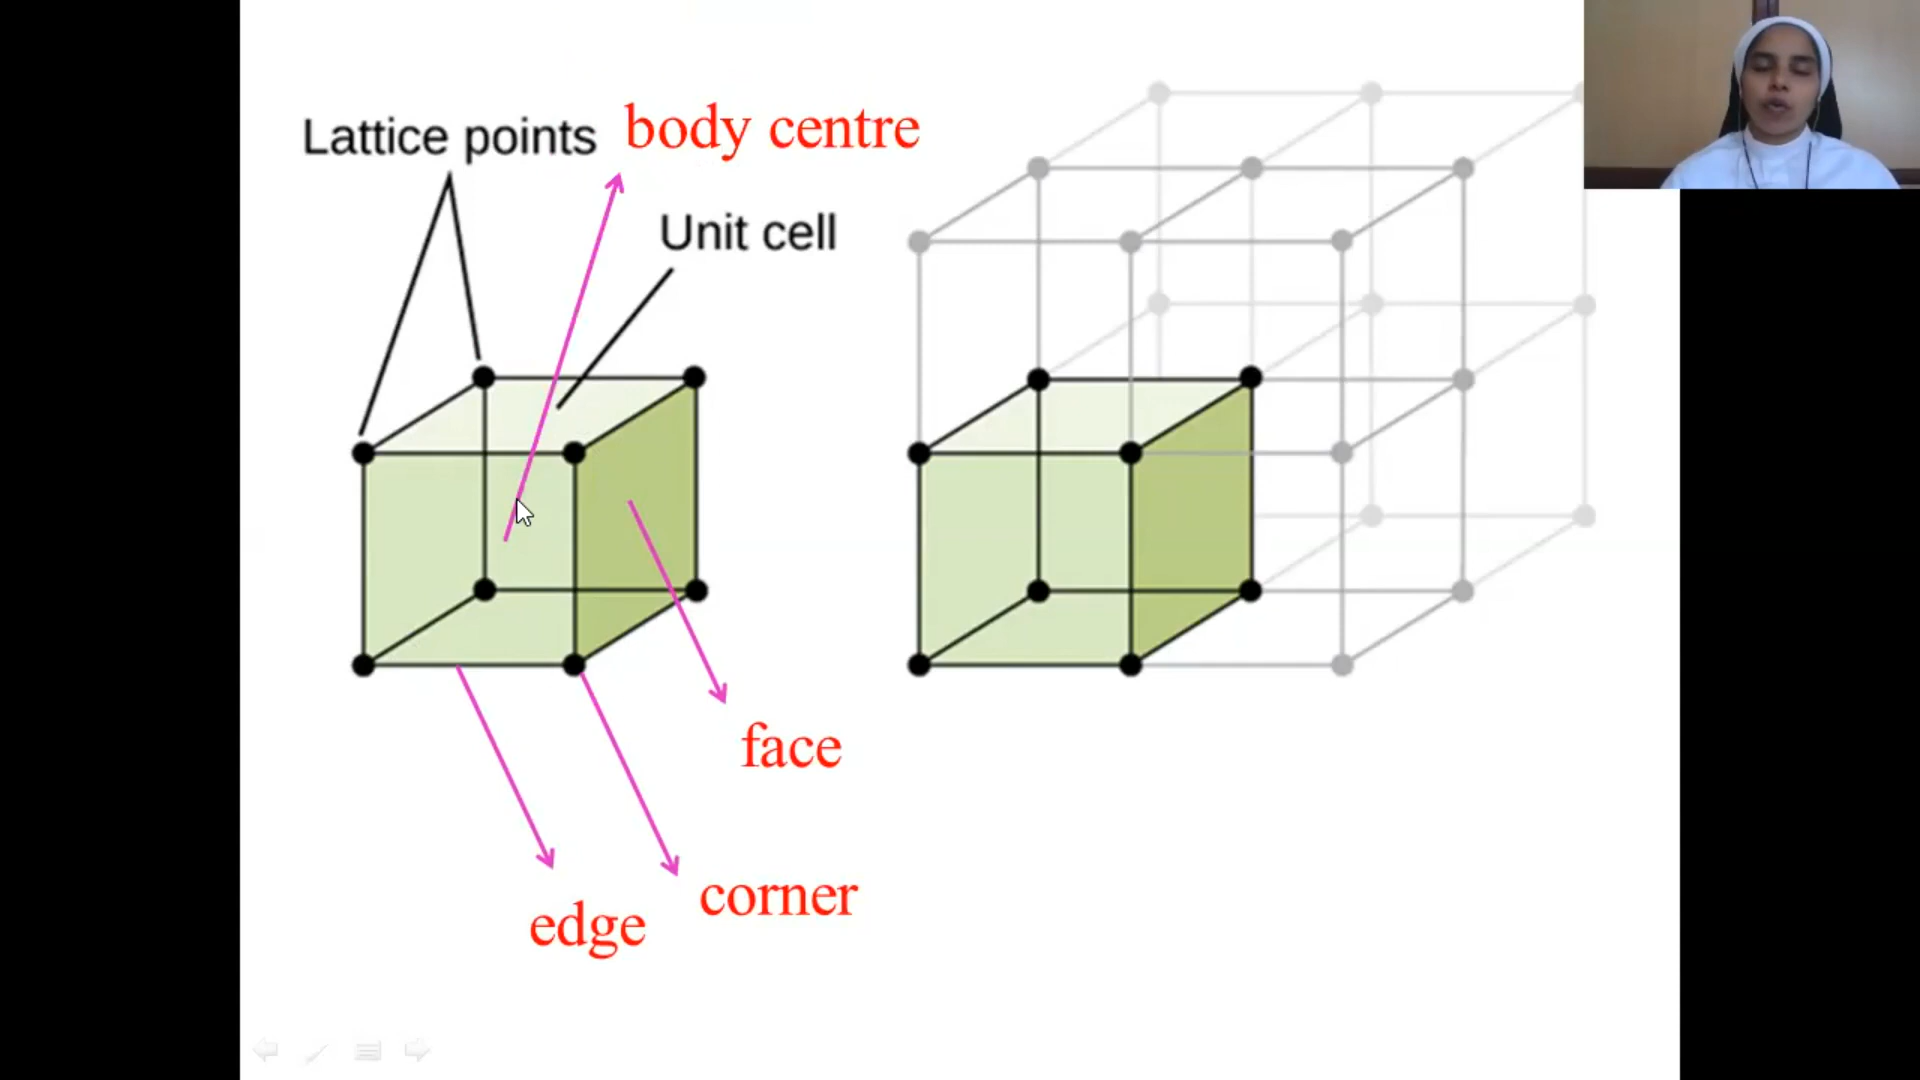 Lattice points
body centre
Unit cell
face
corner
edge